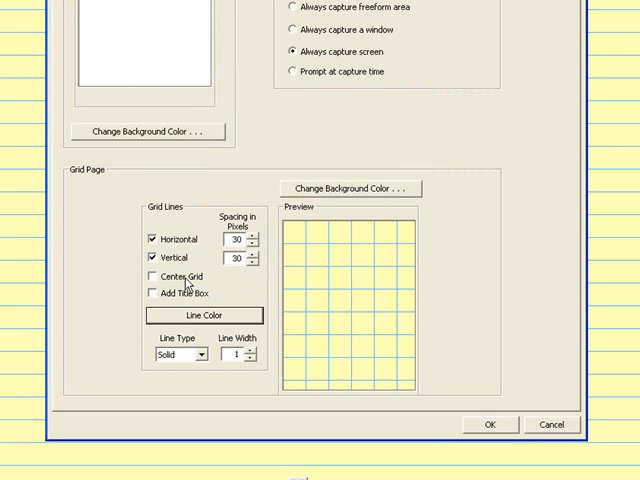 Always capture freeform area
Always capture a window
Always capture screen
Prompt at capture time
Change Background Color . . .
Grid Page
Change Background Color . . .
Grid Lines
Preview
Spacing in
Pixels
Horizontal 30
Vertical 30
Center Grid
Add Title Box
Line Color
Line Type Line Width
Solid 1
OK Cancel